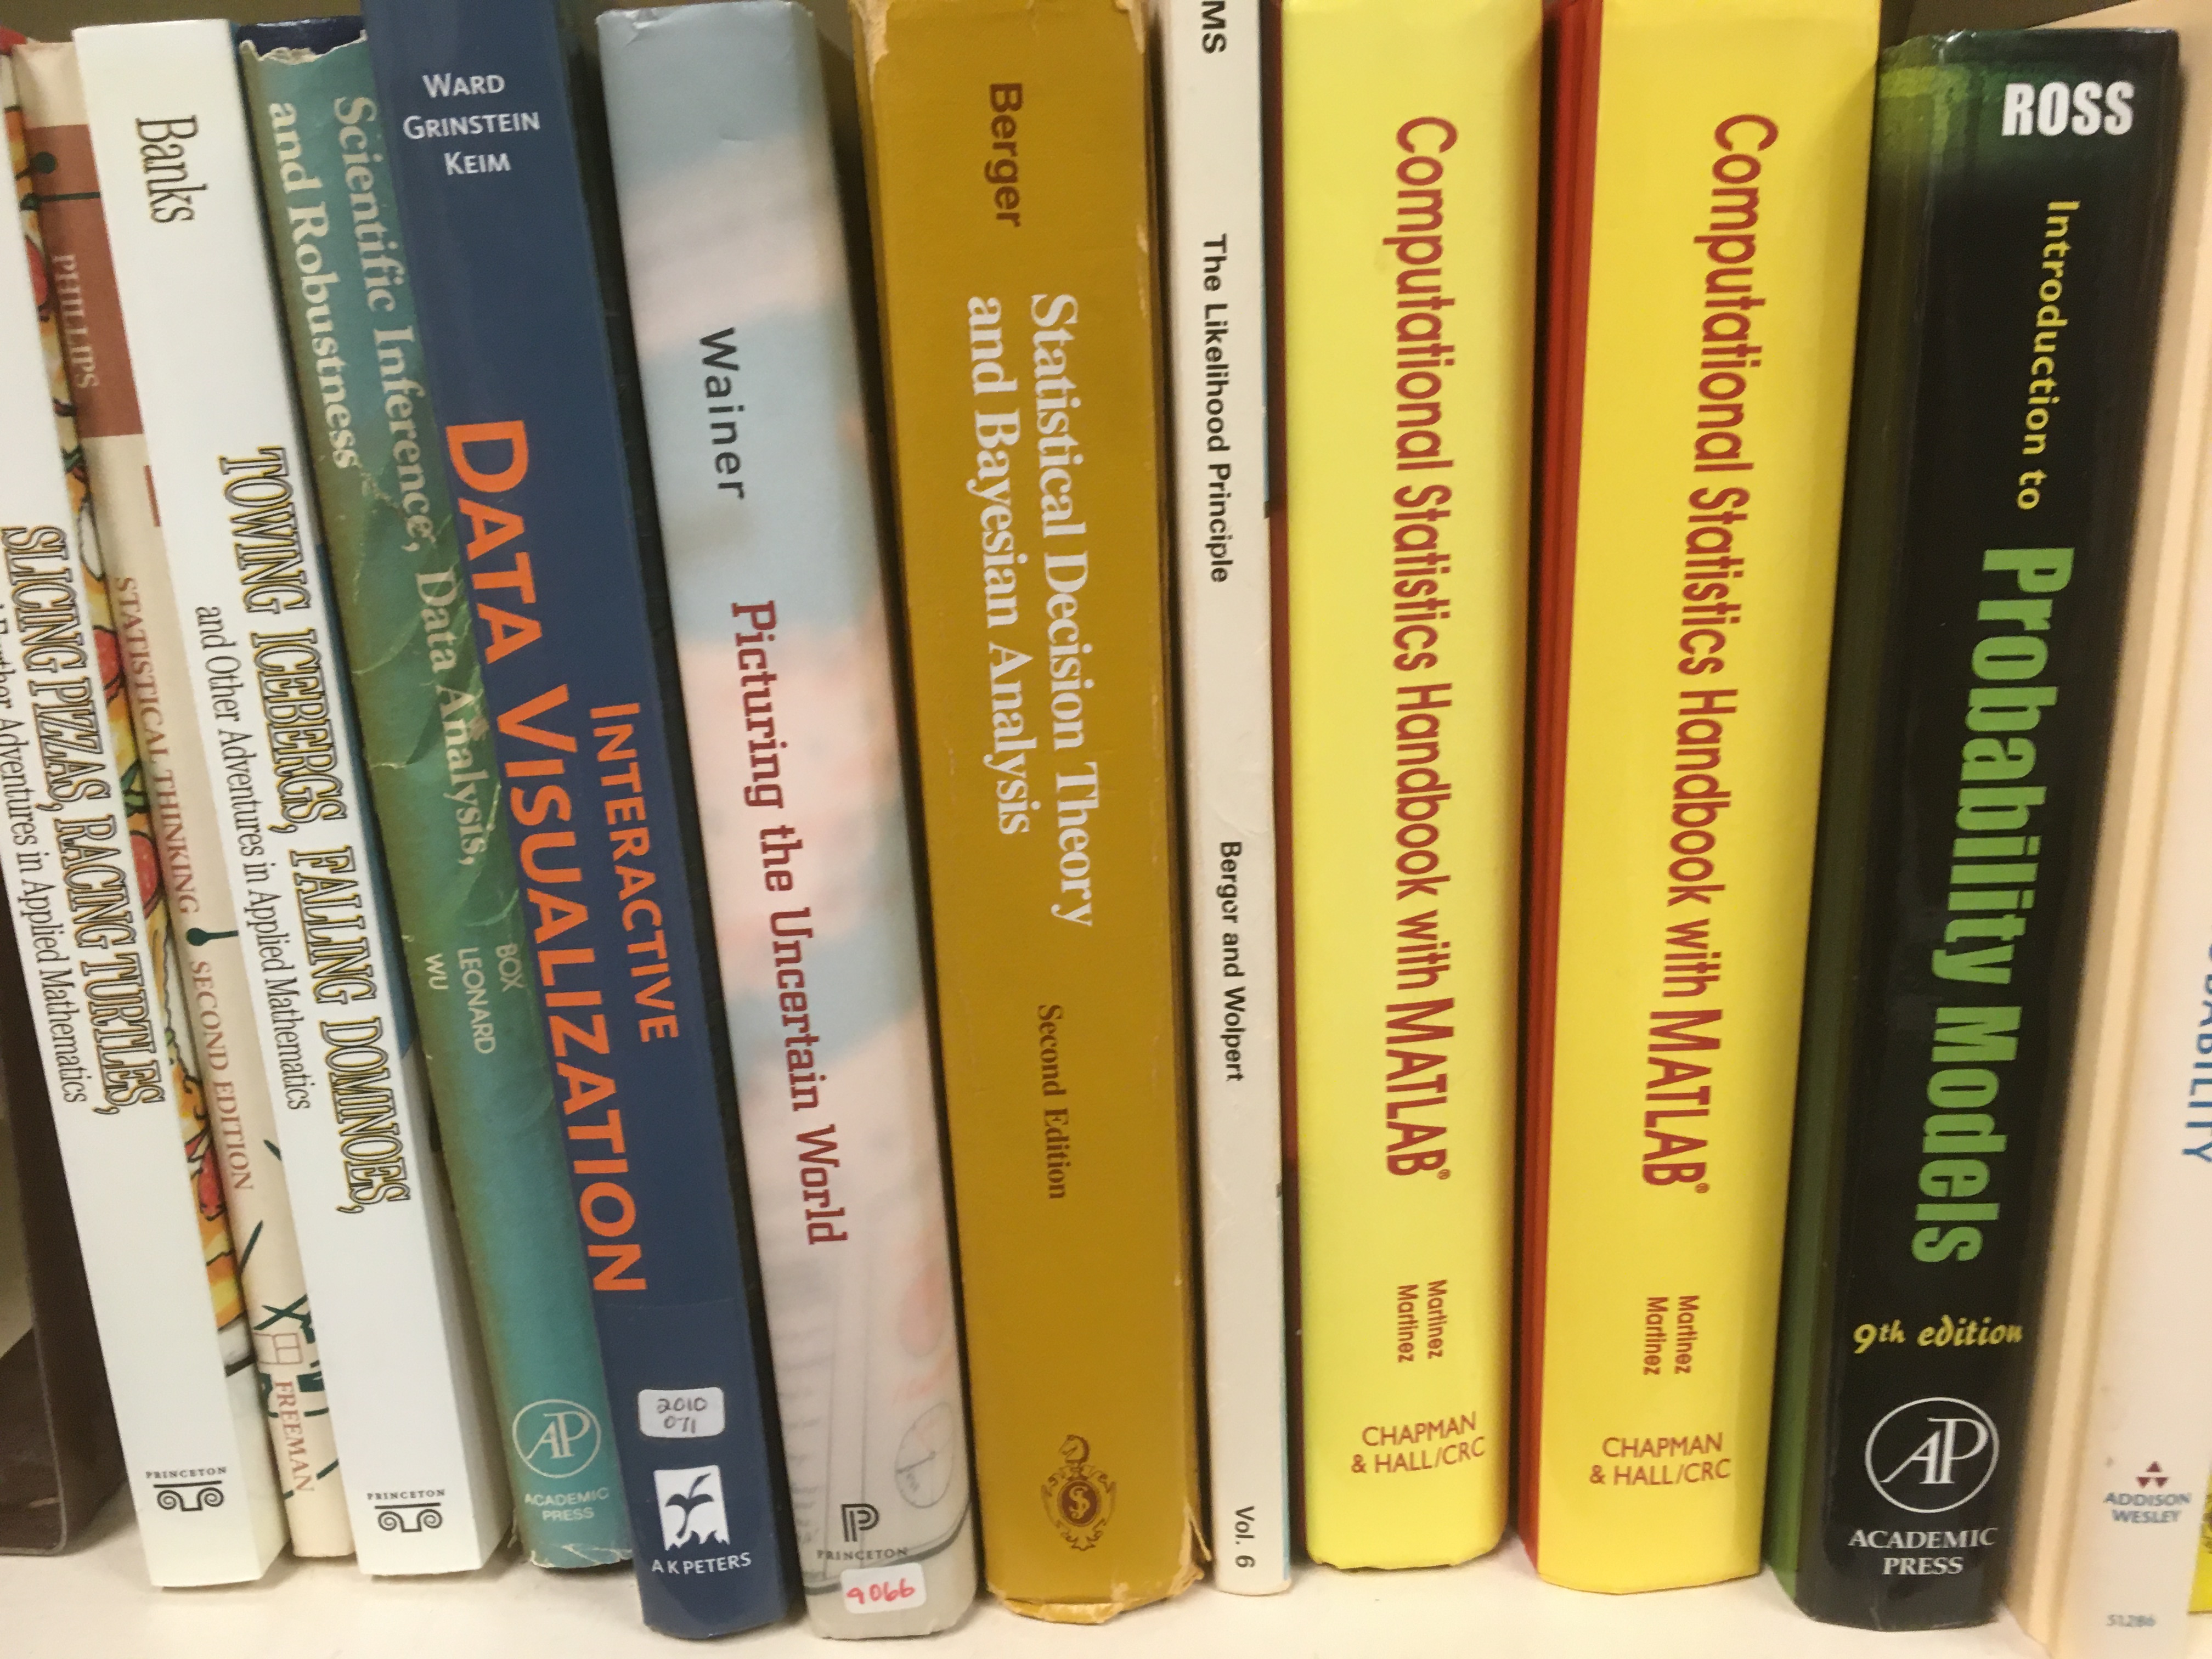 SLICING PIZZAS, RACING TURTLES,
Further Adventures in Applied Mathematics
PHILLIPS
STATISTICAL THINKING
SECOND EDITION
FREEMAN
Banks
TOWING ICEBERGS, FALLING DOMINOES,
and Other Adventures in Applied Mathematics
PRINCETON
PRINCETON
Scientific Inference, Data Analysis,
and Robustness
BOX
LEONARD
WU
AP
ACADEMIC
PRESS
WARD
GRINSTEIN
KEIM
INTERACTIVE
DATA VISUALIZATION
2010
071
A K PETERS
Wainer
Picturing the Uncertain World
PRINCETON
9066
Berger
Statistical Decision Theory
and Bayesian Analysis
Second Edition
MS
The Likelihood Principle
Berger and Wolpert
Vol. 6
Computational Statistics Handbook with MATLAB®
Martinez
Martinez
CHAPMAN
& HALL/CRC
Computational Statistics Handbook with MATLAB®
Martinez
Martinez
CHAPMAN
& HALL/CRC
ROSS
Introduction to
Probability Models
9th edition
AP
ACADEMIC
PRESS
ADDISON
WESLEY
51286